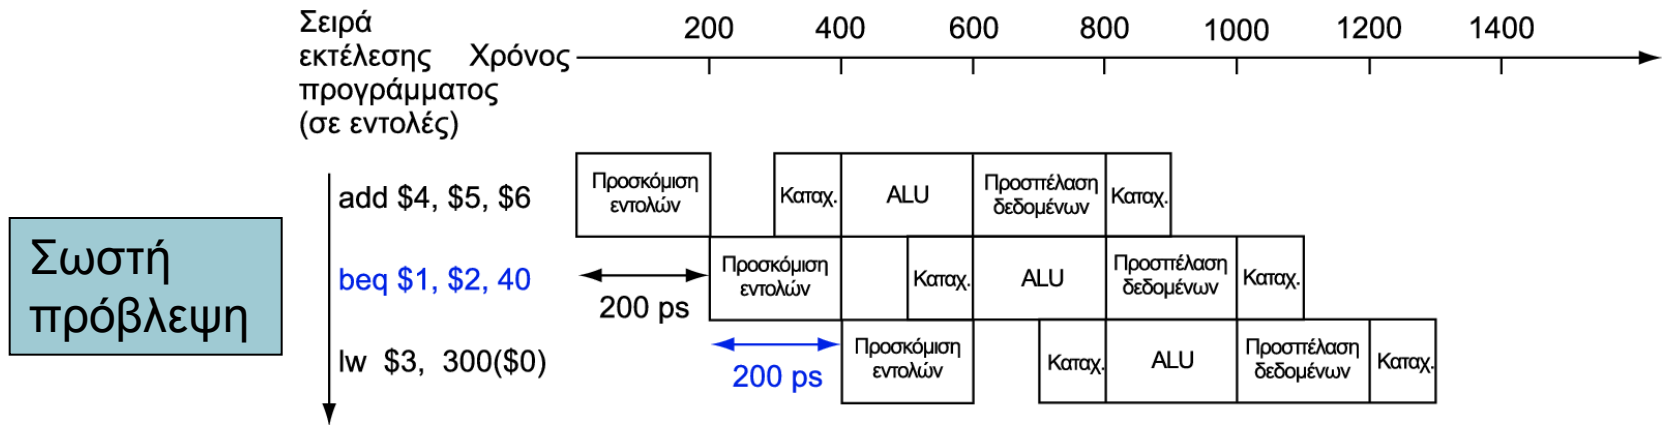 Σειρά
εκτέλεσης Χρόνος
προγράμματος
(σε εντολές)
200 400 600 800 1000 1200 1400
Σωστή
πρόβλεψη
add $4, $5, $6
Προσκόμιση
εντολών
Καταχ.
ALU
Προσπέλαση
δεδομένων
Καταχ.
beq $1, $2, 40
200 ps
Προσκόμιση
εντολών
Καταχ.
ALU
Προσπέλαση
δεδομένων
Καταχ.
lw $3, 300($0)
200 ps
Προσκόμιση
εντολών
Καταχ.
ALU
Προσπέλαση
δεδομένων
Καταχ.